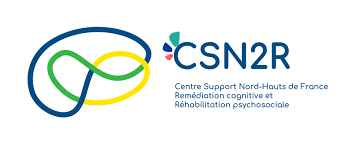 CSN2R
Centre Support Nord-Hauts de France
Remédiation cognitive et
Réhabilitation psychosociale